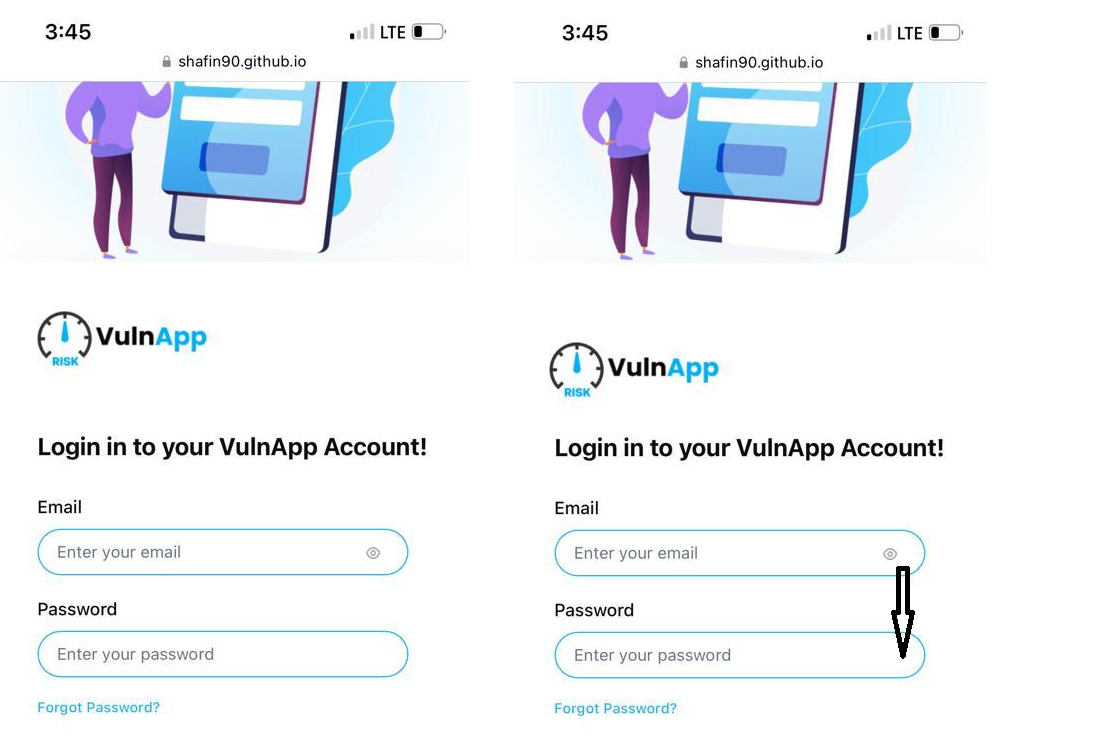 3:45
LTE
shafin90.github.io
RISK
VulnApp
Login in to your VulnApp Account!
Email
Enter your email
Password
Enter your password
Forgot Password?
3:45
LTE
shafin90.github.io
RISK
VulnApp
Login in to your VulnApp Account!
Email
Enter your email
Password
Enter your password
Forgot Password?